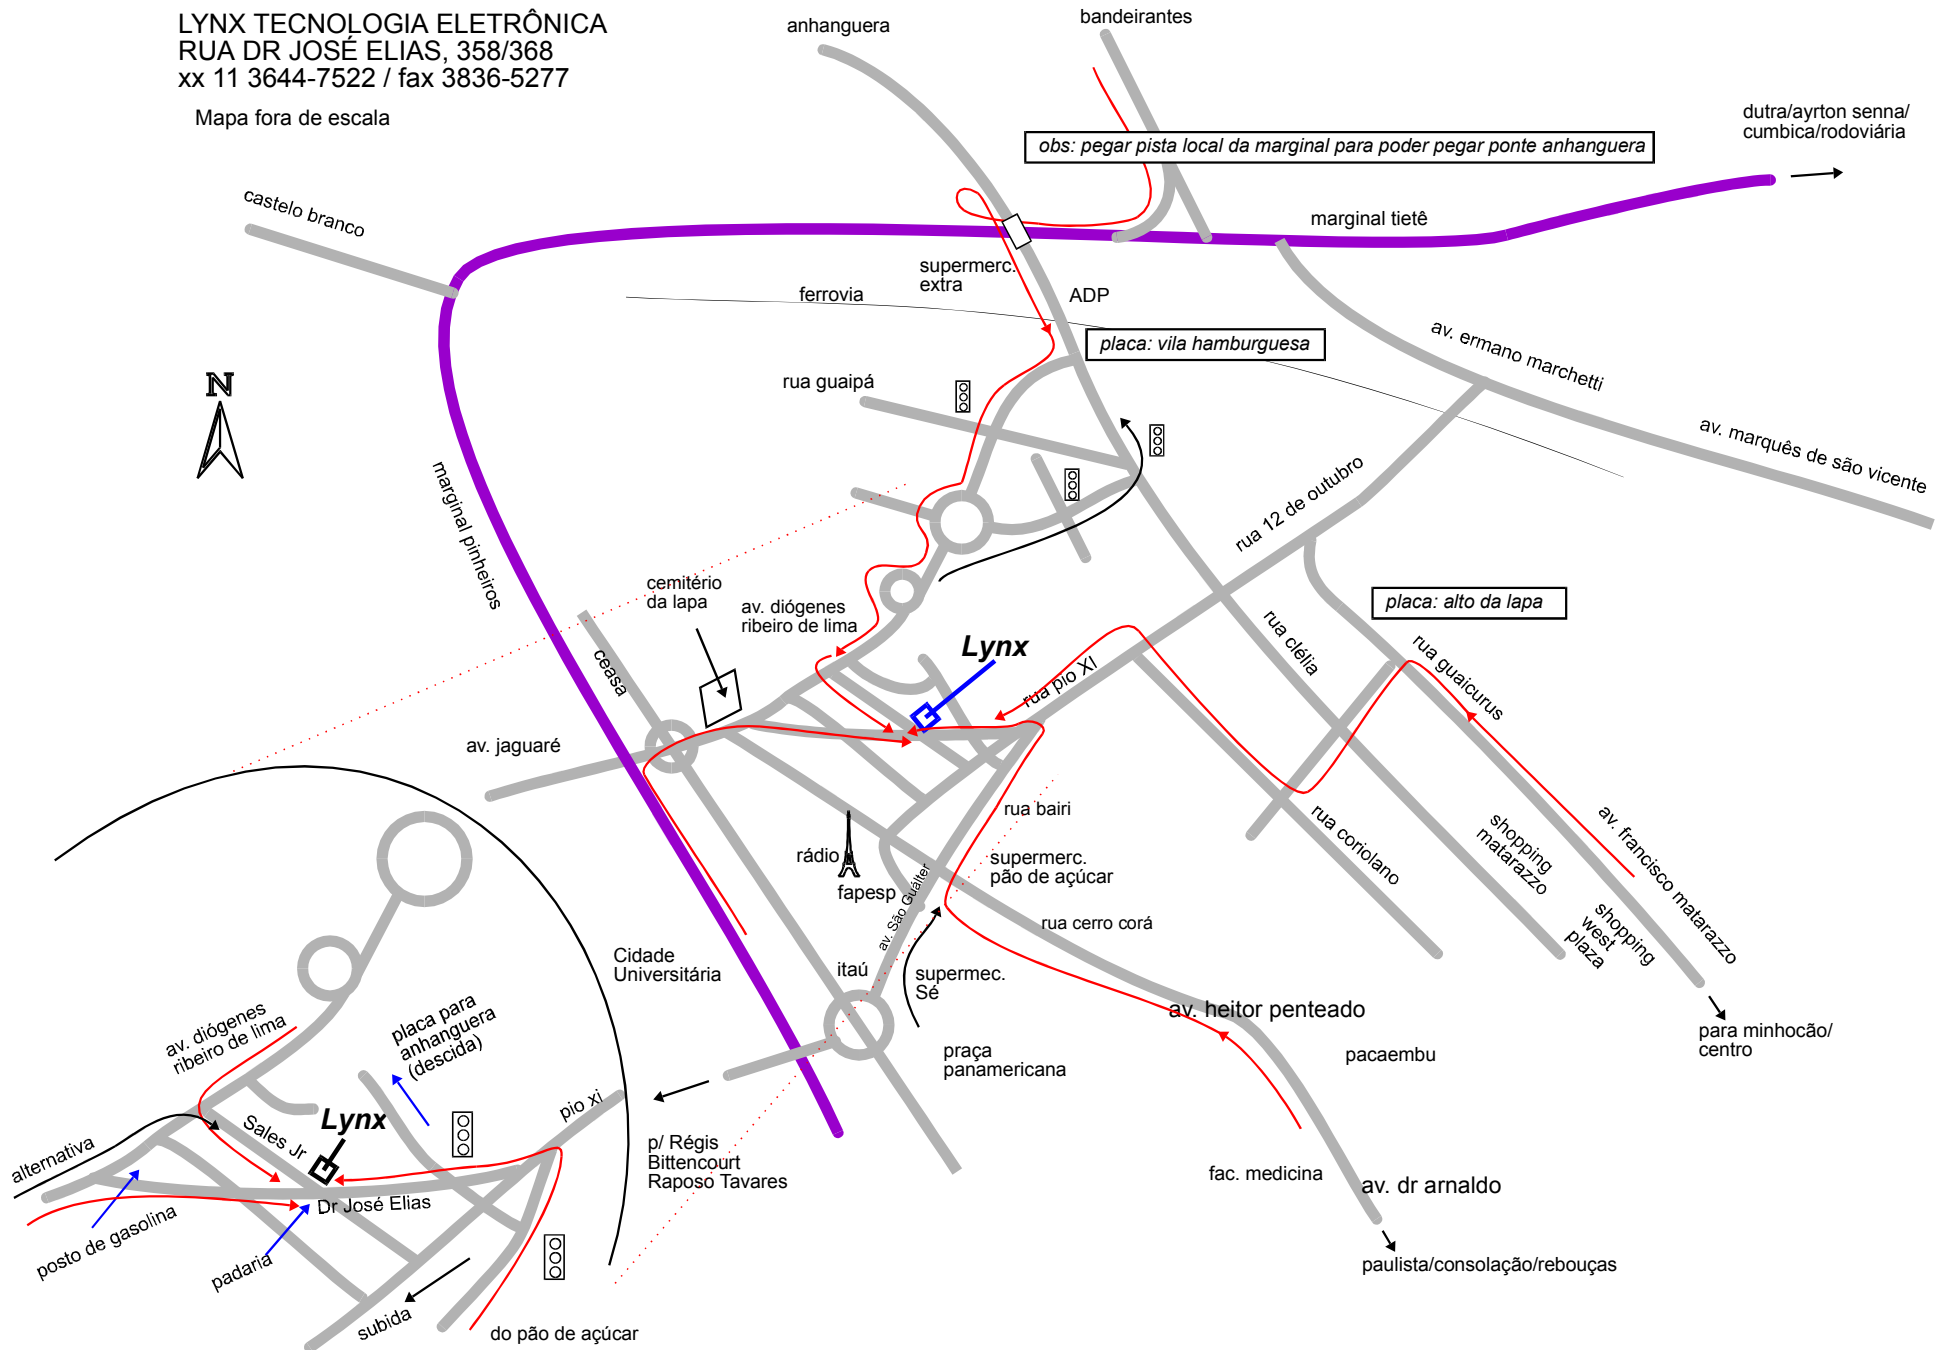 LYNX TECNOLOGIA ELETRÔNICA
RUA DR JOSÉ ELIAS, 358/368
xx 11 3644-7522 / fax 3836-5277
Mapa fora de escala
anhanguera
bandeirantes
dutra/ayrton senna/
cumbica/rodoviária
obs: pegar pista local da marginal para poder pegar ponte anhanguera
castelo branco
marginal tietê
supermerc.
extra
ferrovia
ADP
placa: vila hamburguesa
av. ermano marchetti
rua guaipá
N
av. marquês de são vicente
marginal pinheiros
rua 12 de outubro
cemitério
da lapa
av. diógenes
ribeiro de lima
placa: alto da lapa
ceasa
Lynx
rua clélia
rua guaicurus
rua pio XI
av. jaguaré
rua bairi
rua coriolano
shopping
matarazzo
av. francisco matarazzo
rádio
fapesp
supermerc.
pão de açúcar
av. São Guálter
rua cerro corá
shopping
west
plaza
Cidade
Universitária
itaú
supermec.
Sé
av. heitor penteado
praça
panamericana
pacaembu
para minhocão/
centro
av. diógenes
ribeiro de lima
placa para
anhanguera
(descida)
pio xi
Lynx
Sales Jr
alternativa
p/ Régis
Bittencourt
Raposo Tavares
fac. medicina
av. dr arnaldo
Dr José Elias
posto de gasolina
padaria
paulista/consolação/rebouças
subida
do pão de açúcar